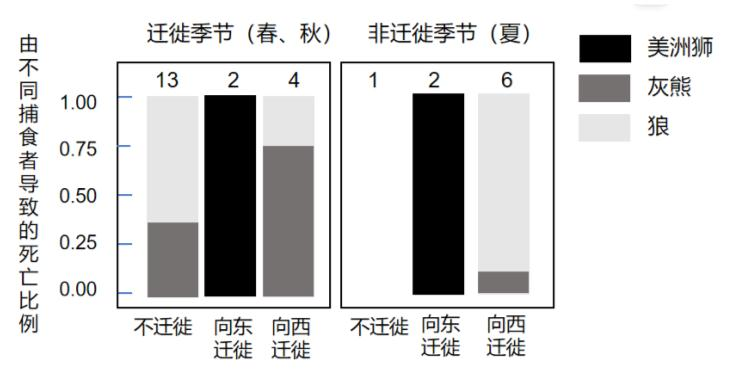 迁徙季节（春、秋） 非迁徙季节（夏）
美洲狮
灰熊
狼
由不同捕食者导致的死亡比例
13 2 4 1 2 6
1.00
0.75
0.50
0.25
0.00
不迁徙 向东迁徙 向西迁徙 不迁徙 向东迁徙 向西迁徙